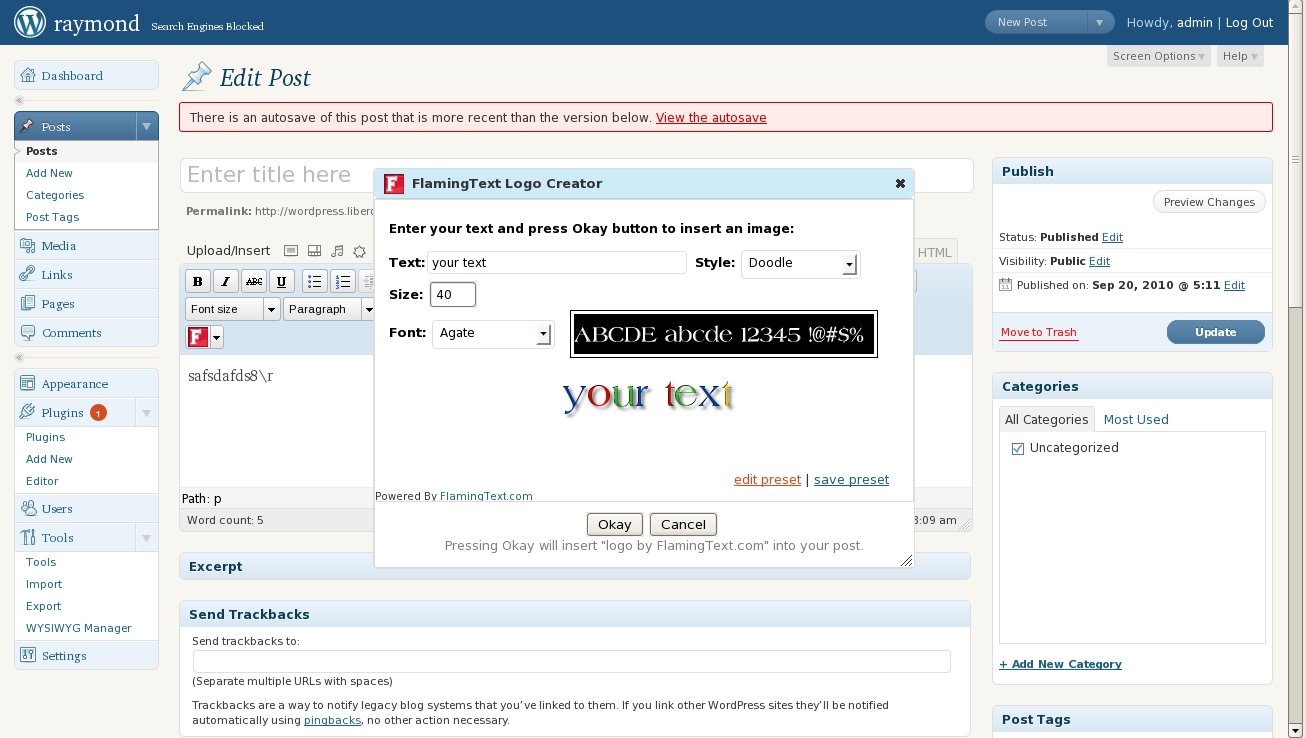 raymond Search Engines Blocked
New Post
Howdy, admin | Log Out
Screen Options
Help
Dashboard
Posts
Posts
Add New
Categories
Post Tags
Media
Links
Pages
Comments
Appearance
Plugins 1
Plugins
Add New
Editor
Users
Tools
Tools
Import
Export
WYSIWYG Manager
Settings
Edit Post
There is an autosave of this post that is more recent than the version below. View the autosave
Enter title here
Permalink: http://wordpress.liber
Upload/Insert
HTML
B I ABC U
Font size
Paragraph
F
safsdafds8\r
Path: p
Word count: 5
:09 am
F FlamingText Logo Creator
Enter your text and press Okay button to insert an image:
Text: your text
Style: Doodle
Size: 40
Font: Agate
ABCDE abcde 12345 !@#$%
your text
edit preset | save preset
Powered By FlamingText.com
Okay
Cancel
Pressing Okay will insert "logo by FlamingText.com" into your post.
Excerpt
Send Trackbacks
Send trackbacks to:
(Separate multiple URLs with spaces)
Trackbacks are a way to notify legacy blog systems that you've linked to them. If you link other WordPress sites they'll be notified
automatically using pingbacks, no other action necessary.
Publish
Preview Changes
Status: Published Edit
Visibility: Public Edit
Published on: Sep 20, 2010 @ 5:11 Edit
Move to Trash
Update
Categories
All Categories
Most Used
Uncategorized
+ Add New Category
Post Tags